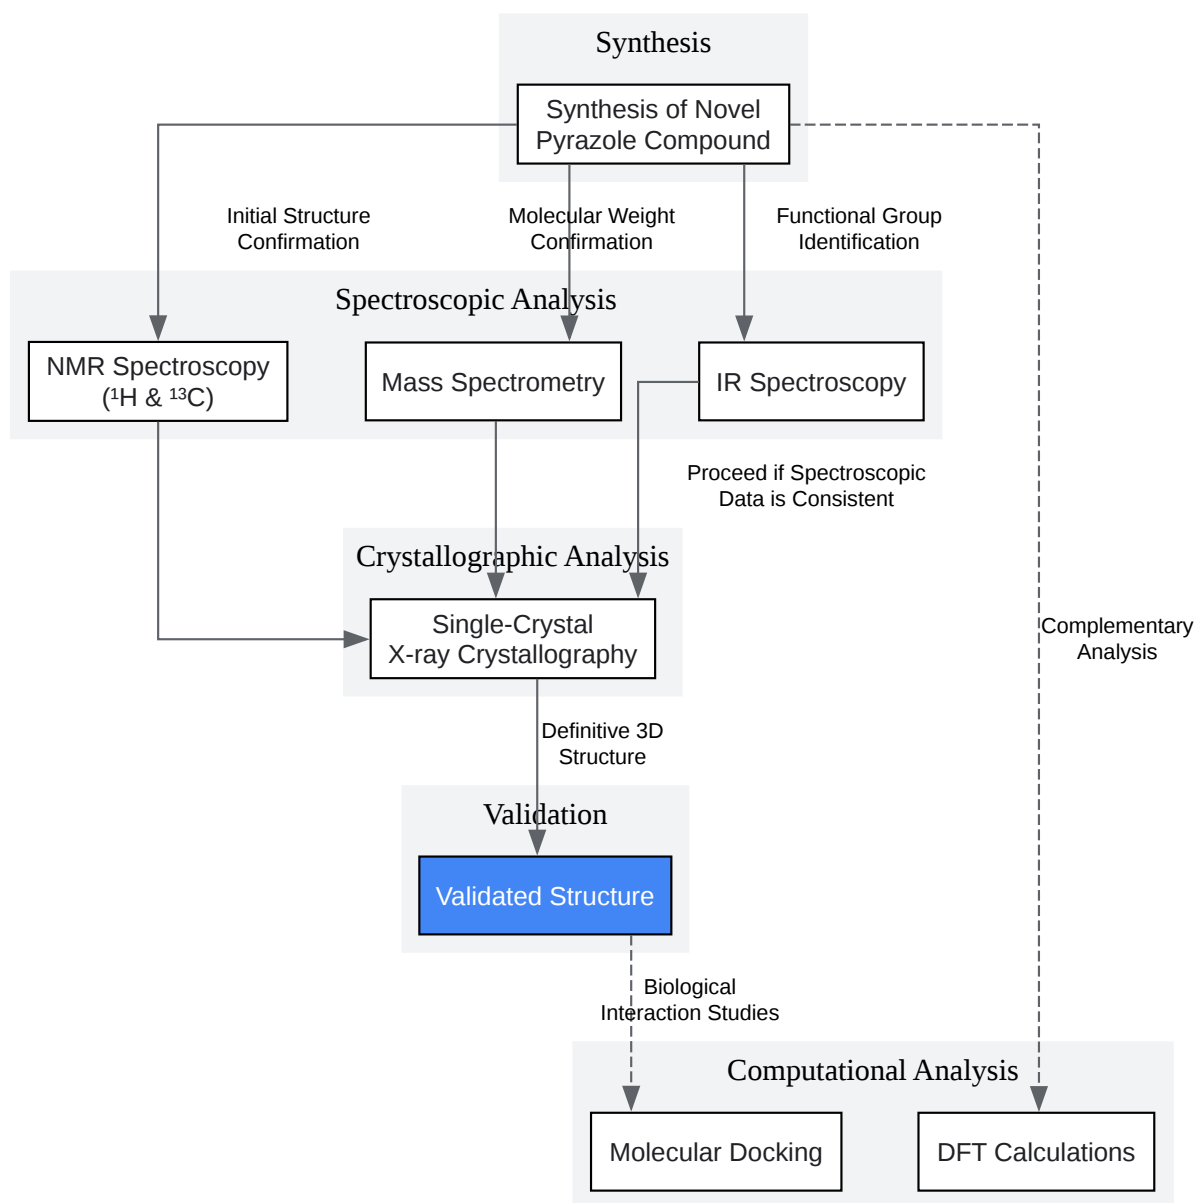 Synthesis
Synthesis of Novel
Pyrazole Compound
Initial Structure
Confirmation
Molecular Weight
Confirmation
Functional Group
Identification
Spectroscopic Analysis
NMR Spectroscopy
(¹H & ¹³C)
Mass Spectrometry
IR Spectroscopy
Proceed if Spectroscopic
Data is Consistent
Crystallographic Analysis
Single-Crystal
X-ray Crystallography
Complementary
Analysis
Definitive 3D
Structure
Validation
Validated Structure
Biological
Interaction Studies
Computational Analysis
Molecular Docking
DFT Calculations